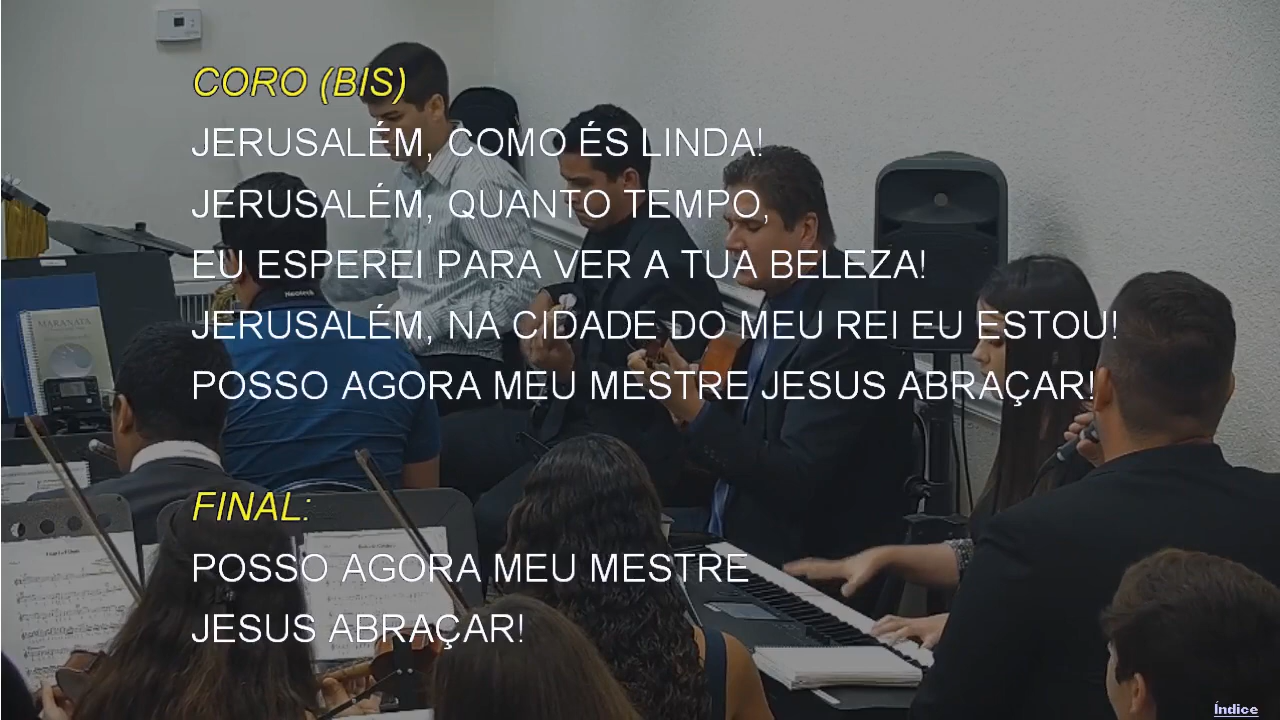 CORO (BIS)
JERUSALÉM, COMO ÉS LINDA!
JERUSALÉM, QUANTO TEMPO,
EU ESPEREI PARA VER A TUA BELEZA!
JERUSALÉM, NA CIDADE DO MEU REI EU ESTOU!
POSSO AGORA MEU MESTRE JESUS ABRAÇAR!
MARANATA
FINAL:
POSSO AGORA MEU MESTRE
JESUS ABRAÇAR!
Índice